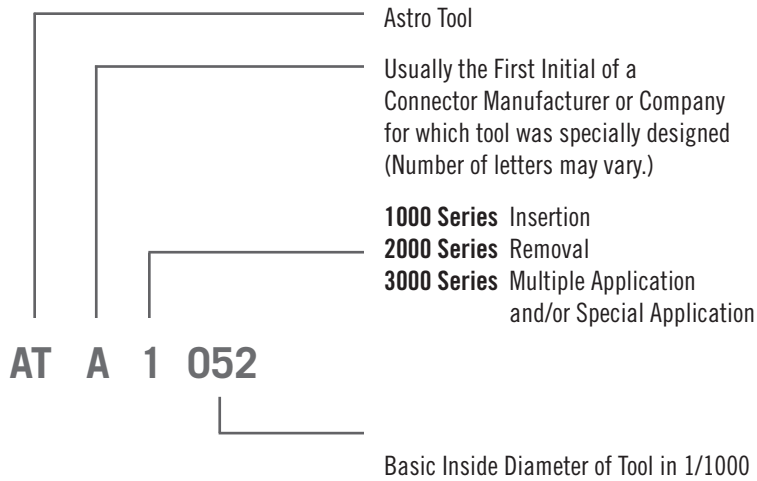 Astro Tool
Usually the First Initial of a
Connector Manufacturer or Company
for which tool was specially designed
(Number of letters may vary.)
1000 Series Insertion
2000 Series Removal
3000 Series Multiple Application
and/or Special Application
AT A 1 052
Basic Inside Diameter of Tool in 1/1000